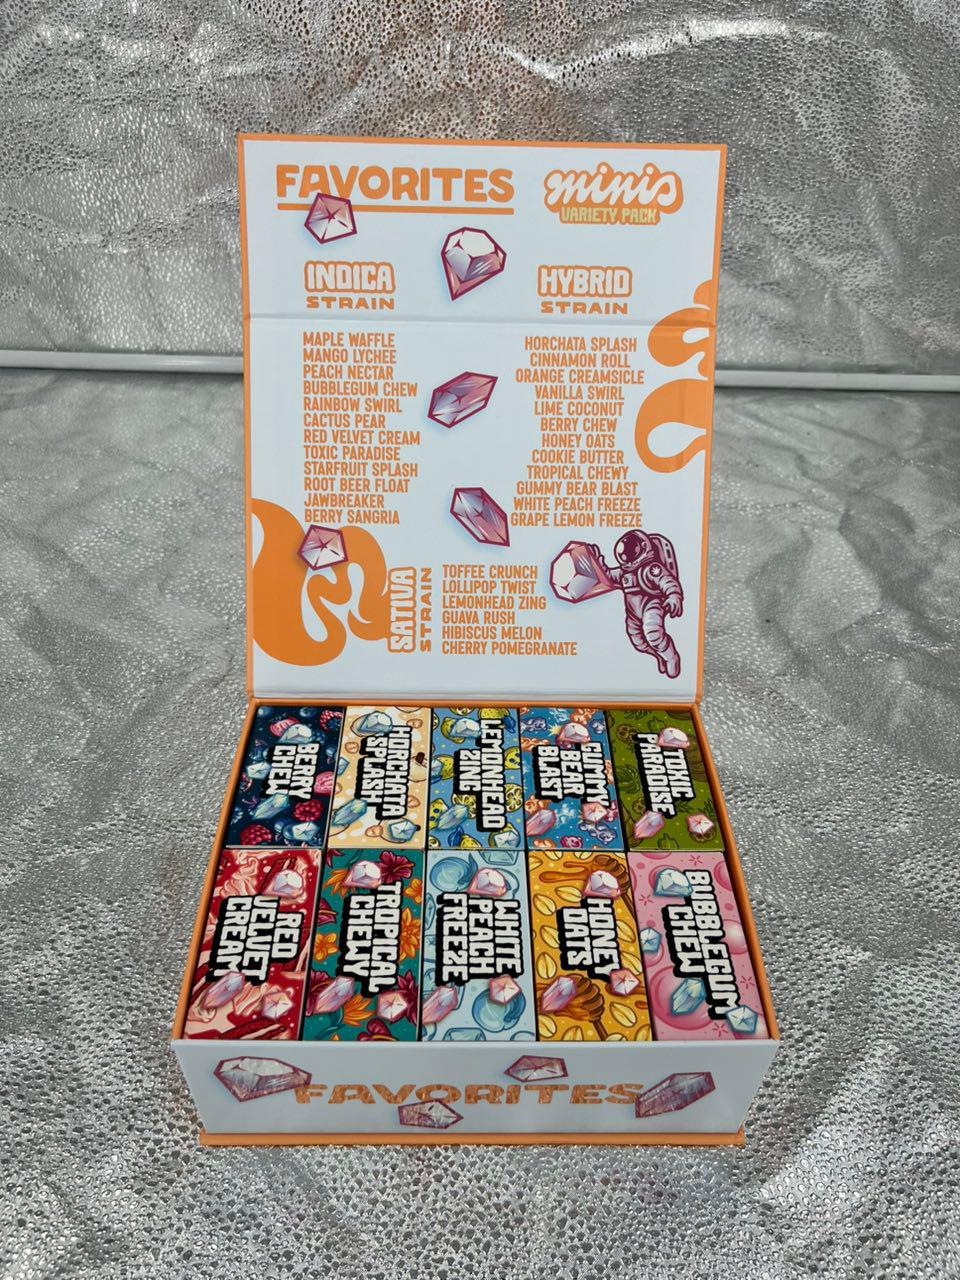 FAVORITES
minis
VARIETY PACK
INDICA
STRAIN
MAPLE WAFFLE
MANGO LYCHEE
PEACH NECTAR
BUBBLEGUM CHEW
RAINBOW SWIRL
CACTUS PEAR
RED VELVET CREAM
TOXIC PARADISE
STARFRUIT SPLASH
ROOT BEER FLOAT
JAWBREAKER
BERRY SANGRIA
HYBRID
STRAIN
HORCHATA SPLASH
CINNAMON ROLL
ORANGE CREAMSICLE
VANILLA SWIRL
LIME COCONUT
BERRY CHEW
HONEY OATS
COOKIE BUTTER
TROPICAL CHEWY
GUMMY BEAR BLAST
WHITE PEACH FREEZE
GRAPE LEMON FREEZE
SATIVA
STRAIN
TOFFEE CRUNCH
LOLLIPOP TWIST
LEMONHEAD ZING
GUAVA RUSH
HIBISCUS MELON
CHERRY POMEGRANATE
BERRY
CHEW
HORCHATA
SPLASH
LEMONHEAD
ZING
GUMMY
BEAR
BLAST
TOXIC
PARADISE
RED
VELVET
CREAM
TROPICAL
CHEWY
WHITE
PEACH
FREEZE
HONEY
OATS
BUBBLEGUM
CHEW
FAVORITES